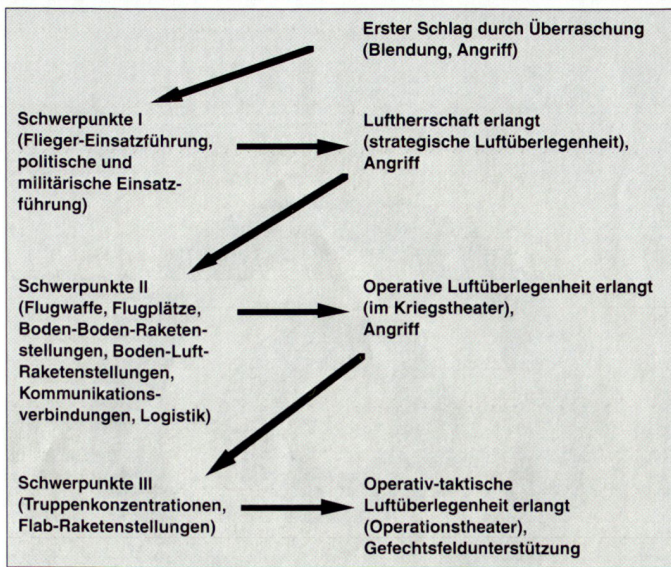 Erster Schlag durch Überraschung
(Blendung, Angriff)
Schwerpunkte I
(Flieger-Einsatzführung,
politische und
militärische Einsatz-
führung)
Luftherrschaft erlangt
(strategische Luftüberlegenheit),
Angriff
Schwerpunkte II
(Flugwaffe, Flugplätze,
Boden-Boden-Raketen-
stellungen, Boden-Luft-
Raketenstellungen,
Kommunikations-
verbindungen, Logistik)
Operative Luftüberlegenheit erlangt
(im Kriegstheater),
Angriff
Schwerpunkte III
(Truppenkonzentrationen,
Flab-Raketenstellungen)
Operativ-taktische
Luftüberlegenheit erlangt
(Operationstheater),
Gefechtsfeldunterstützung